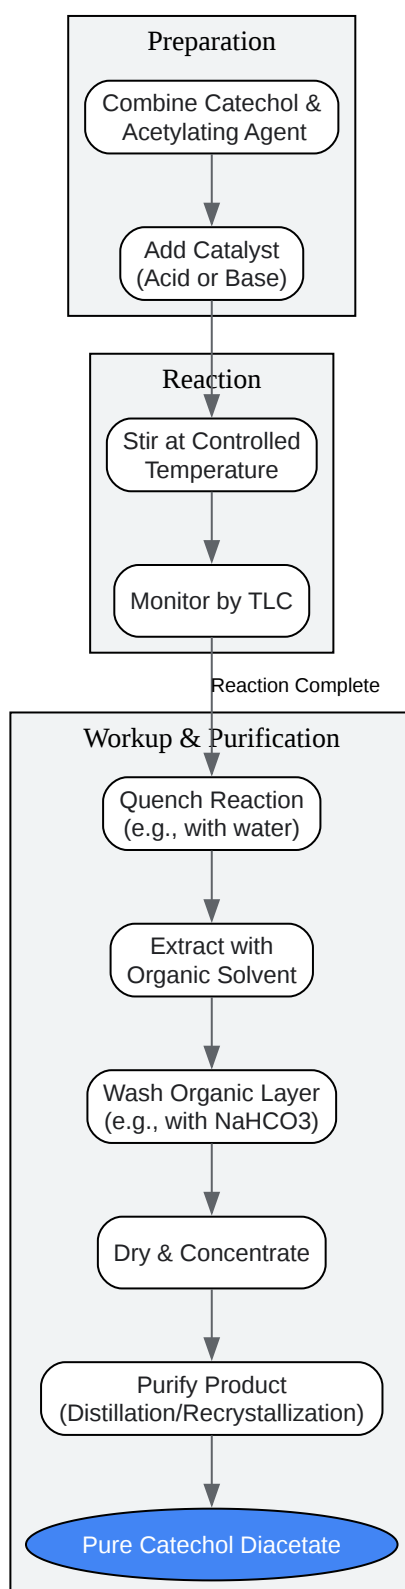 Preparation
Combine Catechol &
Acetylating Agent
Add Catalyst
(Acid or Base)
Reaction
Stir at Controlled
Temperature
Monitor by TLC
Reaction Complete
Workup & Purification
Quench Reaction
(e.g., with water)
Extract with
Organic Solvent
Wash Organic Layer
(e.g., with NaHCO3)
Dry & Concentrate
Purify Product
(Distillation/Recrystallization)
Pure Catechol Diacetate